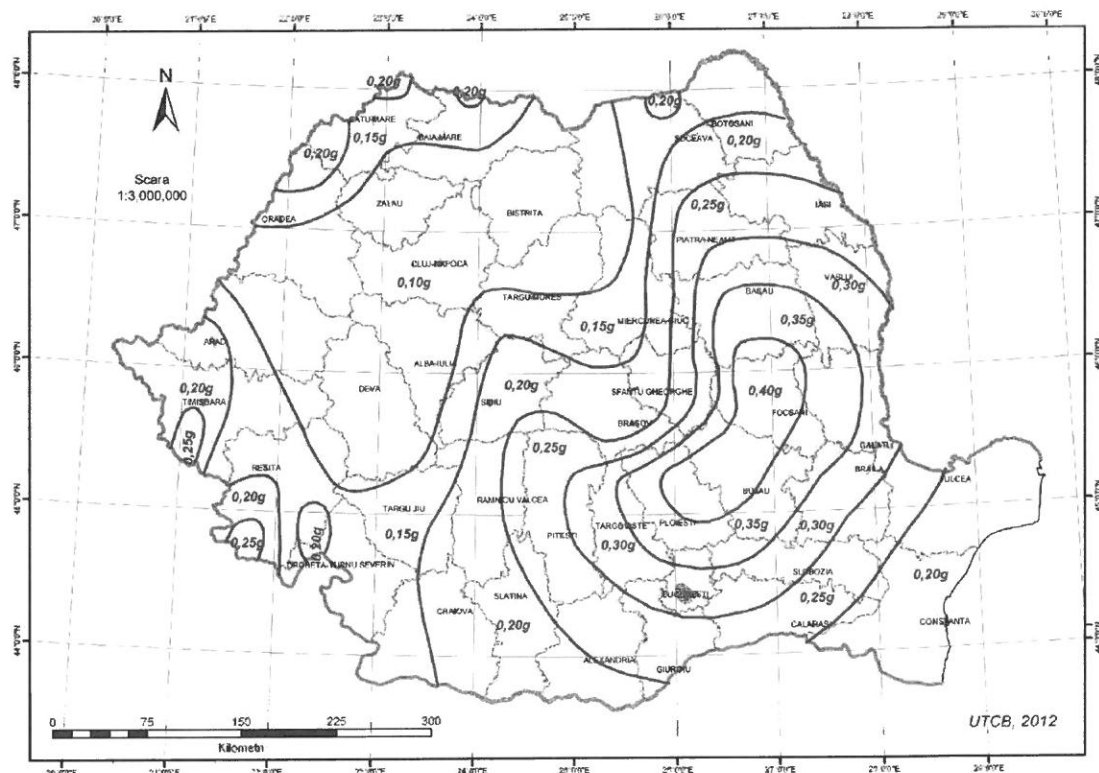 N
Scara
1:3,000,000
0,20g
0,20g
0,20g
SATU MARE
0,15g
BAIA MARE
0,20g
BOTOSANI
SUCEAVA
0,20g
ORADEA
ZALAU
BISTRITA
0,25g
IASI
PIATRA-NEAMT
CLUJ-NAPOCA
0,10g
VASLUI
0,30g
BACAU
TARGU MURES
0,15g
MIERCUREA-CIUC
0,35g
ARAD
ALBA-IULIA
0,20g
TIMISOARA
DEVA
0,20g
SIBIU
SFANTU GHEORGHE
0,40g
FOCSANI
BRASOV
0,25g
0,25g
GALATI
BRAILA
TULCEA
RESITA
0,20g
RAMNICU VALCEA
BUZAU
TARGU JIU
0,15g
0,25g
0,20g
PITESTI
TARGOVISTE
0,30g
PLOIESTI
0,35g
0,30g
DROBETA-TURNU SEVERIN
SLOBOZIA
0,20g
CRAIOVA
SLATINA
0,20g
BUCURESTI
0,25g
CALARASI
CONSTANTA
ALEXANDRIA
GIURGIU
0 75 150 225 300
Kilometri
UTCB, 2012